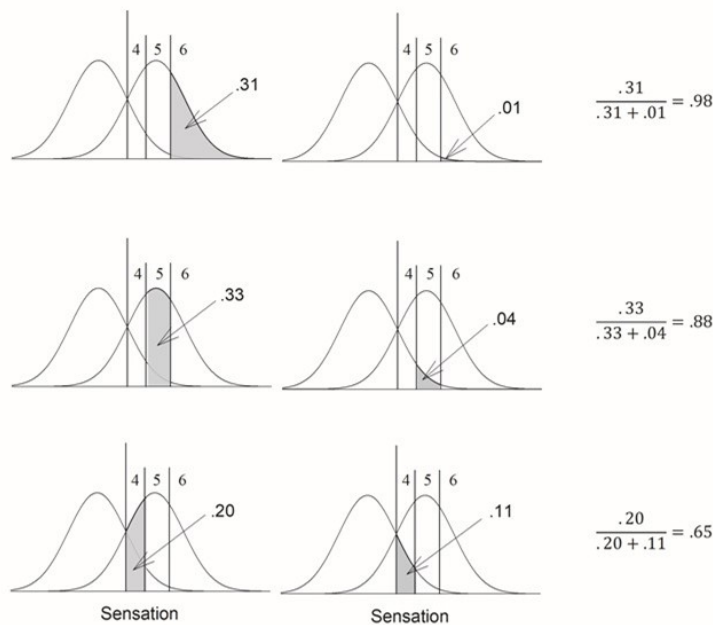 4 5 6
.31
4 5 6
.01
.31 / .31 + .01 = .98
4 5 6
.33
4 5 6
.04
.33 / .33 + .04 = .88
4 5 6
.20
4 5 6
.11
.20 / .20 + .11 = .65
Sensation
Sensation